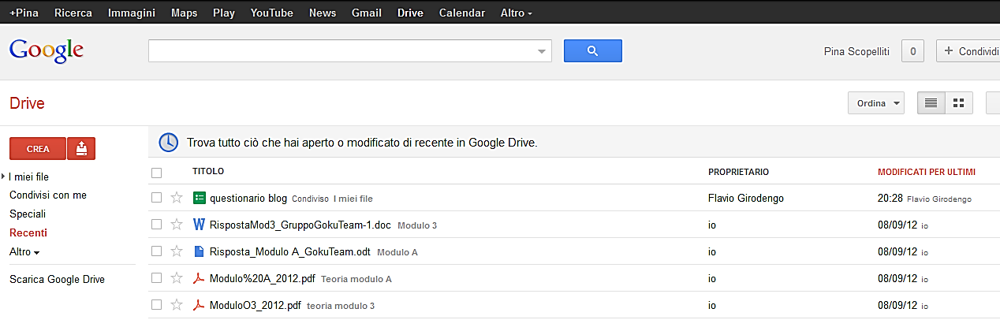 +Pina Ricerca Immagini Maps Play YouTube News Gmail Drive Calendar Altro
Google
Pina Scopelliti 0 + Condividi
Drive
Ordina
CREA
Trova tutto ciò che hai aperto o modificato di recente in Google Drive.
I miei file
Condivisi con me
Speciali
Recenti
Altro
Scarica Google Drive
TITOLO PROPRIETARIO MODIFICATI PER ULTIMI
questionario blog Condiviso I miei file Flavio Girodengo 20:28 Flavio Girodengo
RispostaMod3_GruppoGokuTeam-1.doc Modulo 3 io 08/09/12 io
Risposta_Modulo A_GokuTeam.odt Modulo A io 08/09/12 io
Modulo%20A_2012.pdf Teoria modulo A io 08/09/12 io
ModuloO3_2012.pdf teoria modulo 3 io 08/09/12 io